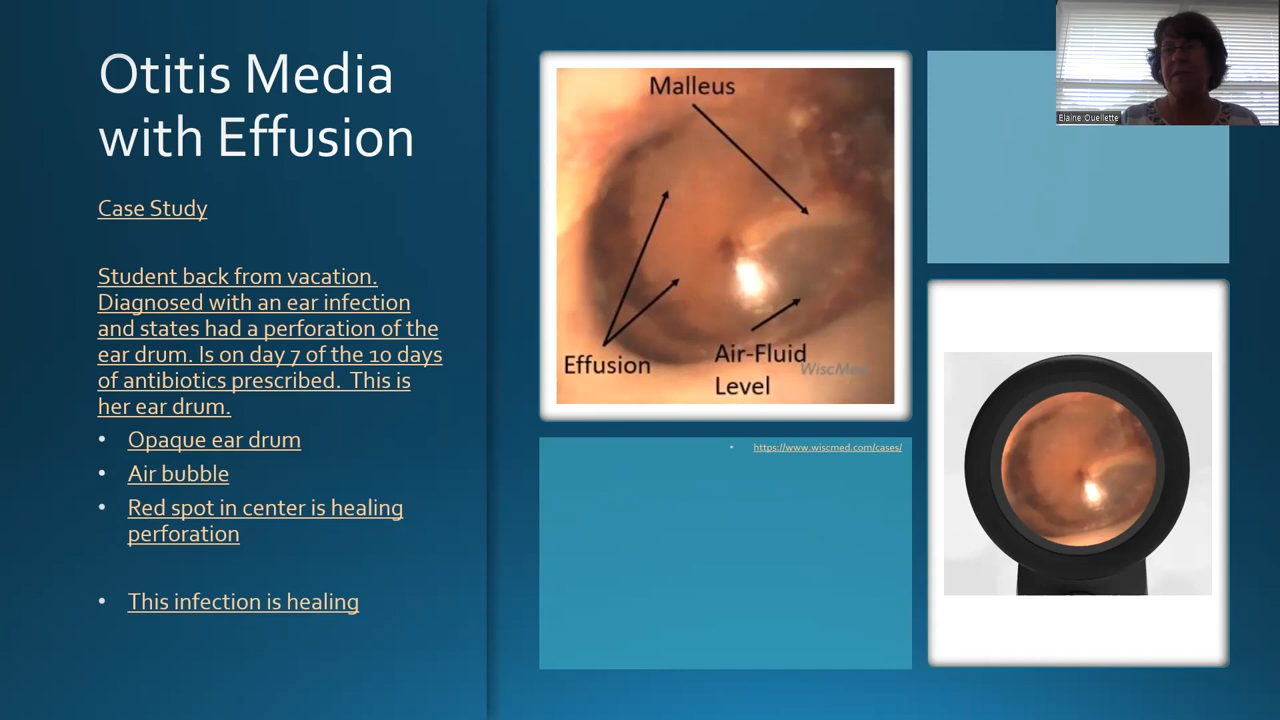 Otitis Media
with Effusion
Case Study
Student back from vacation.
Diagnosed with an ear infection
and states had a perforation of the
ear drum. Is on day 7 of the 10 days
of antibiotics prescribed. This is
her ear drum.
• Opaque ear drum
• Air bubble
• Red spot in center is healing
perforation
• This infection is healing
Malleus
Effusion
Air-Fluid
Level
WiscMed
• https://www.wiscmed.com/cases/
Elaine Ouellette